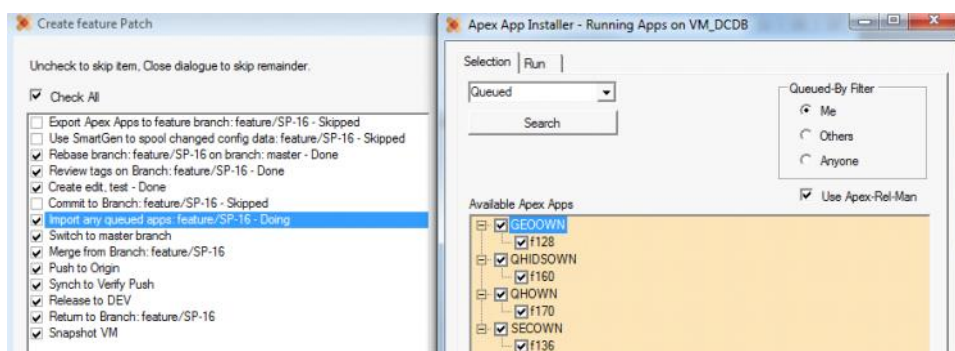 Create feature Patch
Uncheck to skip item, Close dialogue to skip remainder.
Check All
Export Apex Apps to feature branch: feature/SP-16 - Skipped
Use SmartGen to spool changed config data: feature/SP-16 - Skipped
Rebase branch: feature/SP-16 on branch: master - Done
Review tags on Branch: feature/SP-16 - Done
Create edit, test - Done
Commit to Branch: feature/SP-16 - Skipped
Import any queued apps: feature/SP-16 - Doing
Switch to master branch
Merge from Branch: feature/SP-16
Push to Origin
Synch to Verify Push
Release to DEV
Return to Branch: feature/SP-16
Snapshot VM
Apex App Installer - Running Apps on VM_DCDB
Selection
Run
Queued
Search
Queued-By Filter
Me
Others
Anyone
Use Apex-Rel-Man
Available Apex Apps
GEOOWN
f128
QHIDSOWN
f160
QHOWN
f170
SECOWN
f136